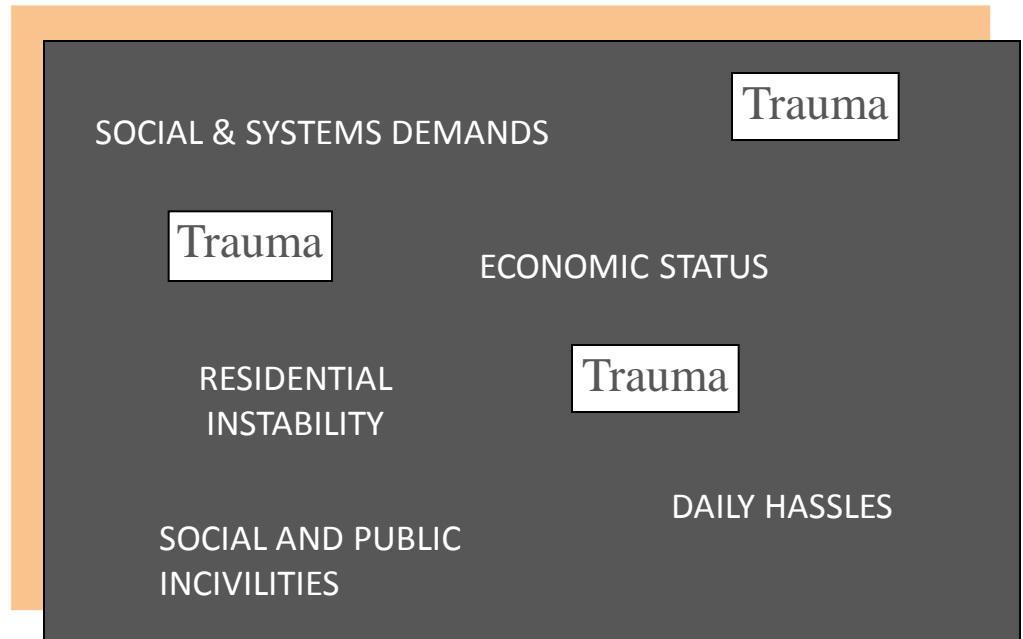 Trauma
SOCIAL & SYSTEMS DEMANDS
Trauma
ECONOMIC STATUS
RESIDENTIAL
INSTABILITY
Trauma
DAILY HASSLES
SOCIAL AND PUBLIC
INCIVILITIES